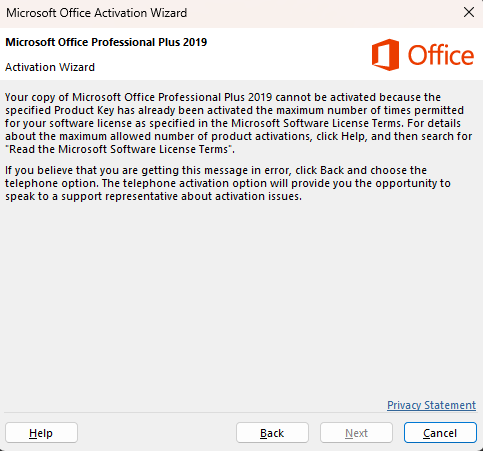 Microsoft Office Activation Wizard
Microsoft Office Professional Plus 2019
Activation Wizard
Office
Your copy of Microsoft Office Professional Plus 2019 cannot be activated because the
specified Product Key has already been activated the maximum number of times permitted
for your software license as specified in the Microsoft Software License Terms. For details
about the maximum allowed number of product activations, click Help, and then search for
"Read the Microsoft Software License Terms".
If you believe that you are getting this message in error, click Back and choose the
telephone option. The telephone activation option will provide you the opportunity to
speak to a support representative about activation issues.
Privacy Statement
Help
Back
Next
Cancel